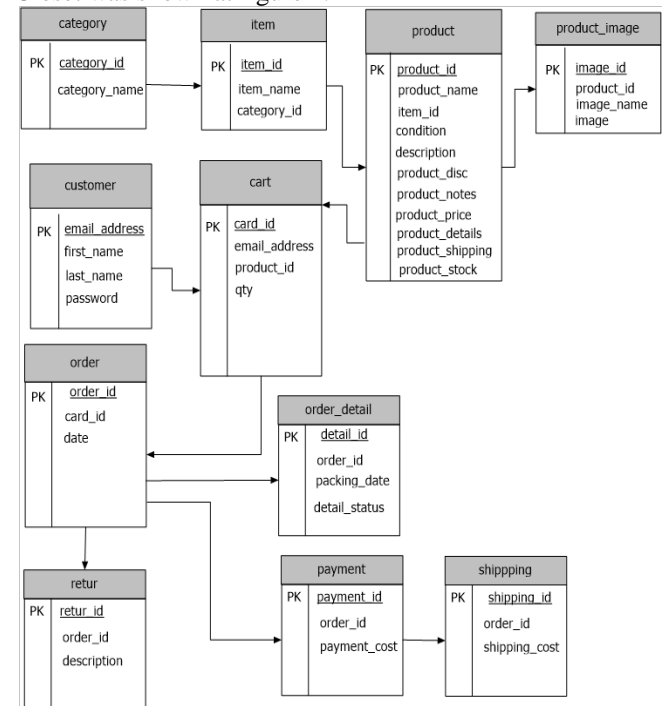 category
PK category_id
category_name
item
PK item_id
item_name
category_id
product
PK product_id
product_name
item_id
condition
description
product_disc
product_notes
product_price
product_details
product_shipping
product_stock
product_image
PK image_id
product_id
image_name
image
customer
PK email_address
first_name
last_name
password
cart
PK card_id
email_address
product_id
qty
order
PK order_id
card_id
date
order_detail
PK detail_id
order_id
packing_date
detail_status
retur
PK retur_id
order_id
description
payment
PK payment_id
order_id
payment_cost
shippping
PK shipping_id
order_id
shipping_cost